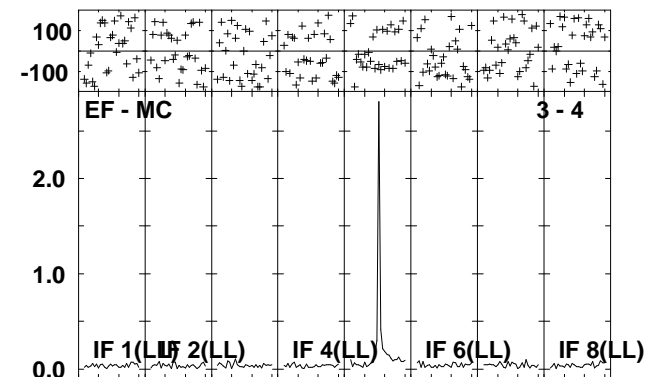 100
-100
EF - MC 3 - 4
2.0
1.0
IF 1(LL) IF 2(LL) IF 4(LL) IF 6(LL) IF 8(LL)
0.0